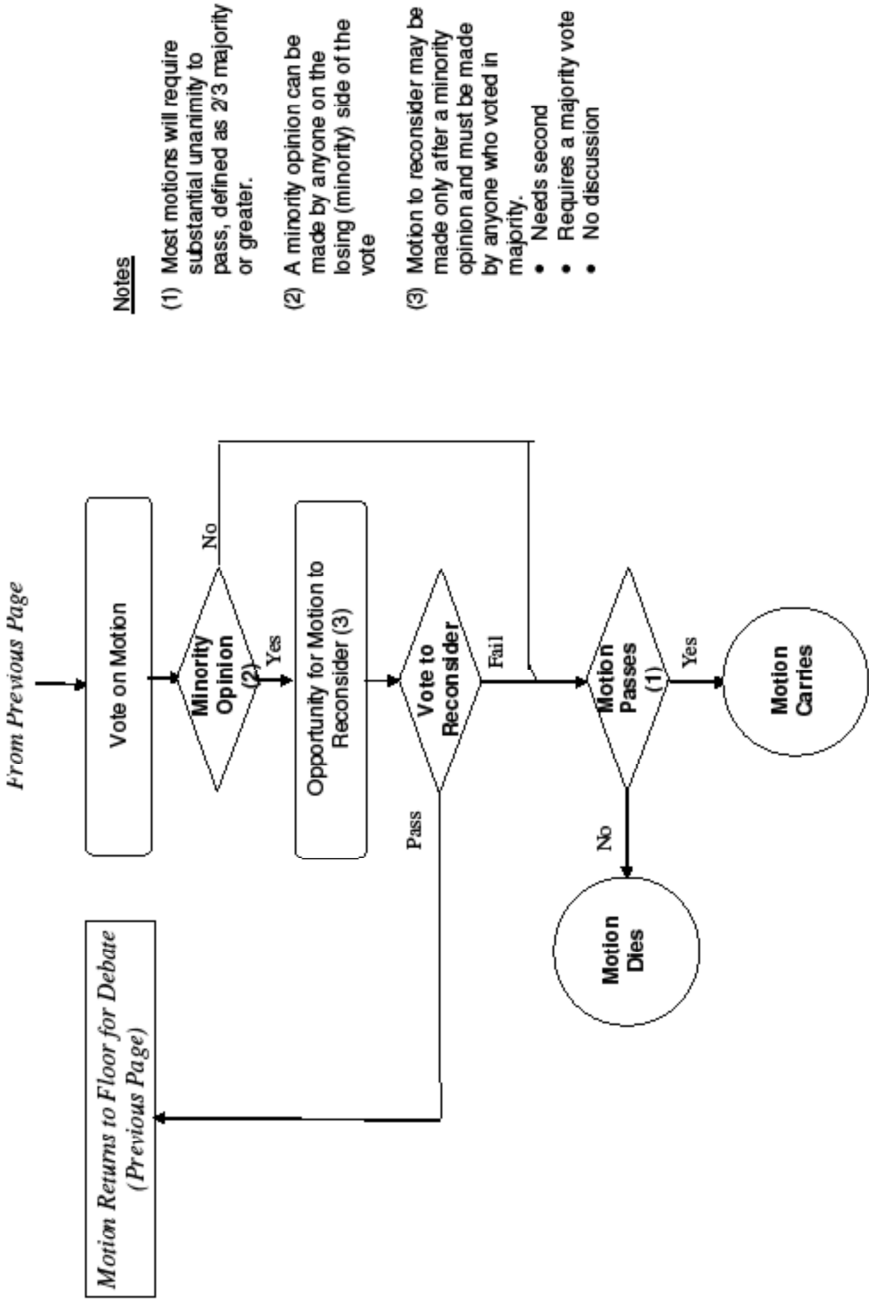 From Previous Page
Vote on Motion
Minority
Opinion
(2)
No
Yes
Opportunity for Motion to
Reconsider (3)
Vote to
Reconsider
Pass
Fail
Motion Returns to Floor for Debate
(Previous Page)
Motion
Passes
(1)
No
Yes
Motion
Dies
Motion
Carries
Notes
(1) Most motions will require
substantial unanimity to
pass, defined as 2/3 majority
or greater.
(2) A minority opinion can be
made by anyone on the
losing (minority) side of the
vote
(3) Motion to reconsider may be
made only after a minority
opinion and must be made
by anyone who voted in
majority.
• Needs second
• Requires a majority vote
• No discussion